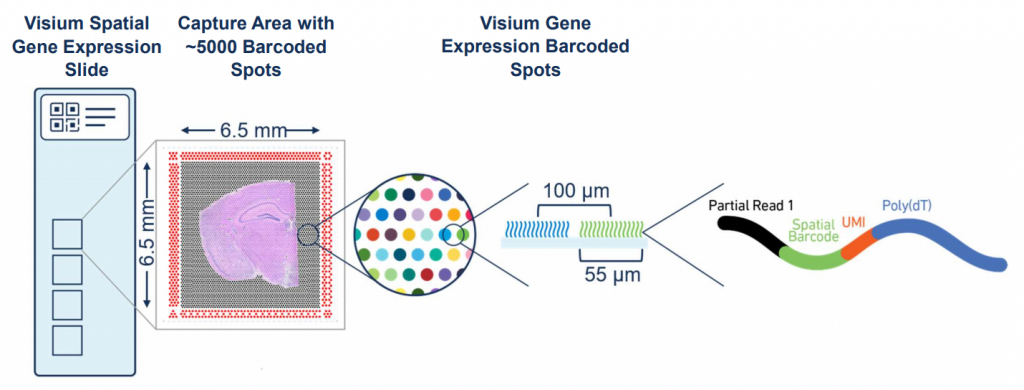 Visium Spatial
Gene Expression
Slide
Capture Area with
~5000 Barcoded
Spots
Visium Gene
Expression Barcoded
Spots
6.5 mm
6.5 mm
100 µm
55 µm
Partial Read 1
Spatial
Barcode
UMI
Poly(dT)